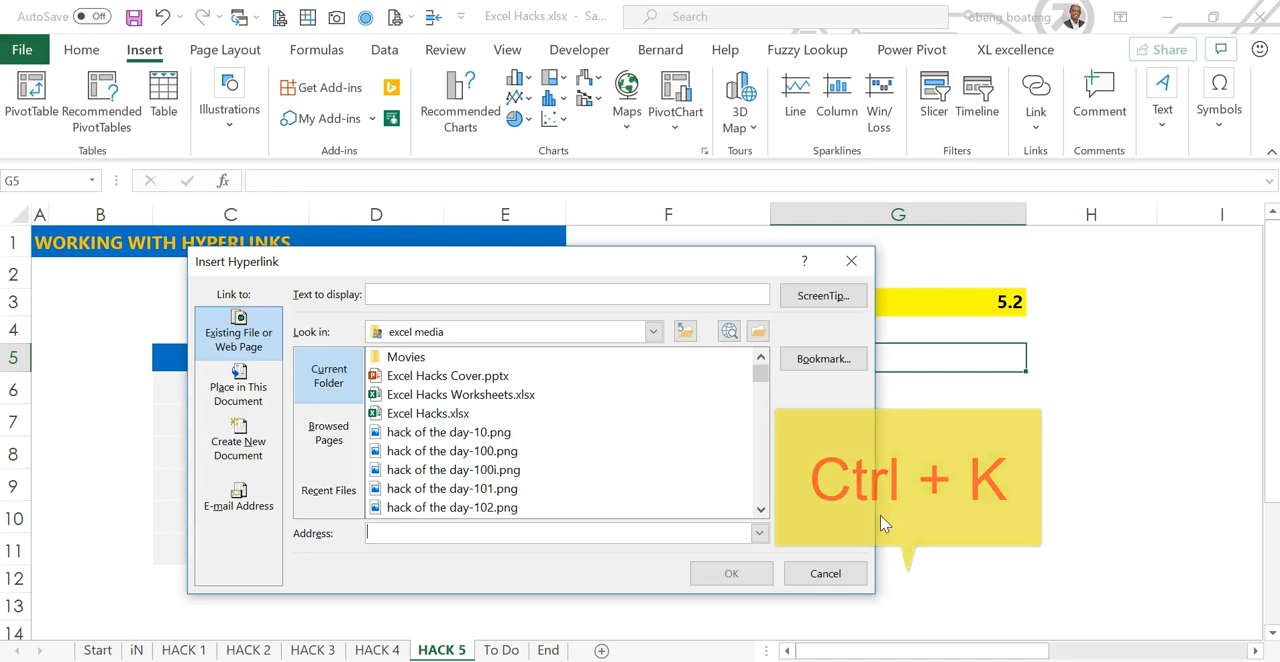 AutoSave Off Excel Hacks.xlsx - Sa... Search obeng boateng
File Home Insert Page Layout Formulas Data Review View Developer Bernard Help Fuzzy Lookup Power Pivot XL excellence Share
PivotTable Recommended PivotTables Table Illustrations Get Add-ins My Add-ins Recommended Charts Maps PivotChart 3D Map Line Column Win/Loss Slicer Timeline Link Comment Text Symbols
Tables Add-ins Charts Tours Sparklines Filters Links Comments
G5 fx
A B C D E F G H I
1 WORKING WITH HYPERLINKS
2
3 5.2
4
5
6
7
8
9
10
11
12
13
14
Insert Hyperlink ?
Link to: Text to display: ScreenTip...
Existing File or Web Page
Look in: excel media
Place in This Document
Create New Document
E-mail Address
Current Folder
Browsed Pages
Recent Files
Movies
Excel Hacks Cover.pptx
Excel Hacks Worksheets.xlsx
Excel Hacks.xlsx
hack of the day-10.png
hack of the day-100.png
hack of the day-100i.png
hack of the day-101.png
hack of the day-102.png
Bookmark...
Address:
OK Cancel
Ctrl + K
Start iN HACK 1 HACK 2 HACK 3 HACK 4 HACK 5 To Do End